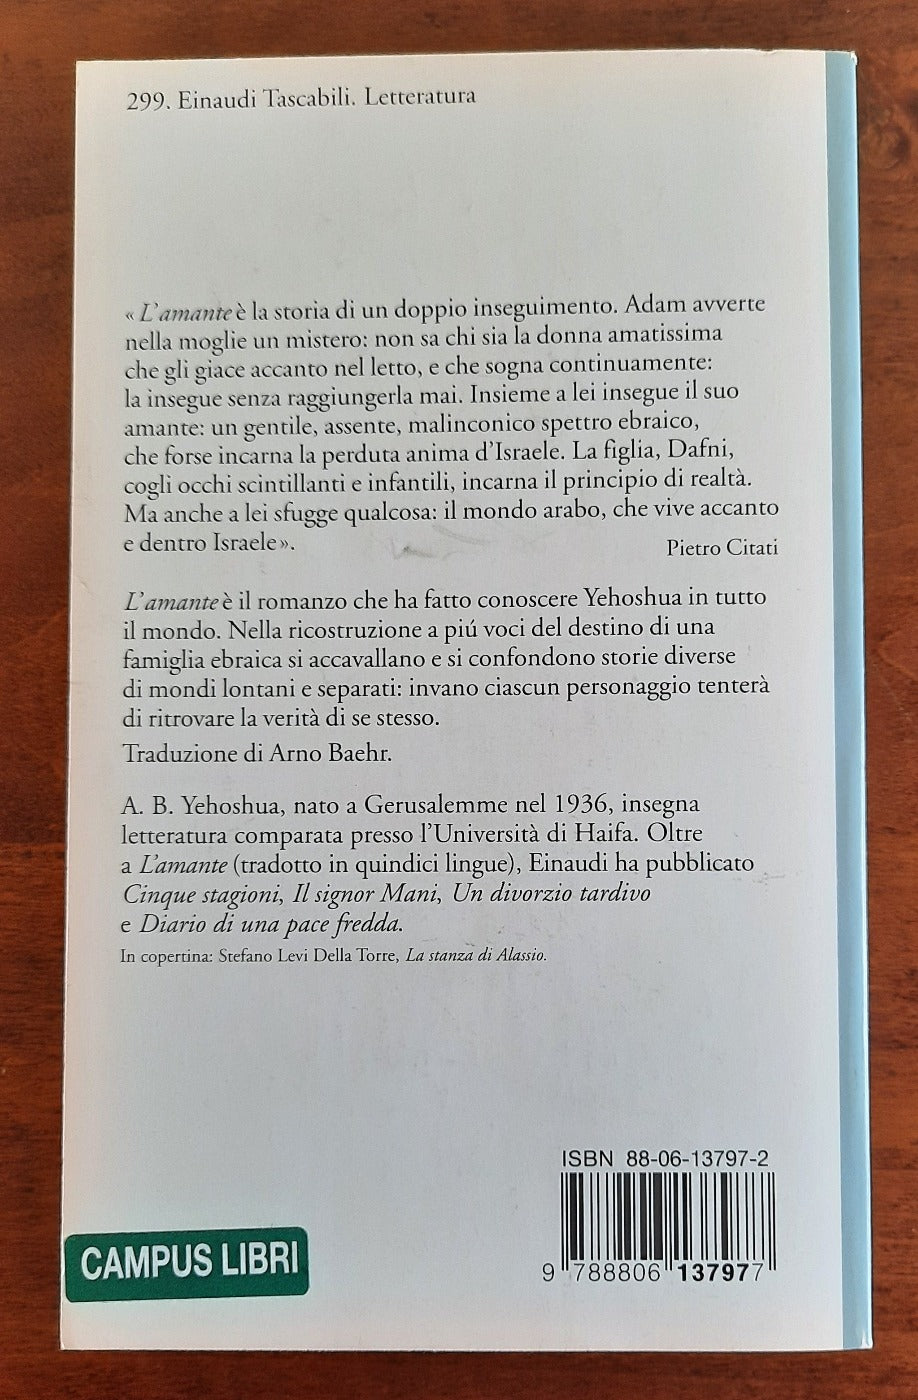 299. Einaudi Tascabili. Letteratura
« L'amante è la storia di un doppio inseguimento. Adam avverte
nella moglie un mistero: non sa chi sia la donna amatissima
che gli giace accanto nel letto, e che sogna continuamente:
la insegue senza raggiungerla mai. Insieme a lei insegue il suo
amante: un gentile, assente, malinconico spettro ebraico,
che forse incarna la perduta anima d'Israele. La figlia, Dafni,
cogli occhi scintillanti e infantili, incarna il principio di realtà.
Ma anche a lei sfugge qualcosa: il mondo arabo, che vive accanto
e dentro Israele».
Pietro Citati
L'amante è il romanzo che ha fatto conoscere Yehoshua in tutto
il mondo. Nella ricostruzione a piú voci del destino di una
famiglia ebraica si accavallano e si confondono storie diverse
di mondi lontani e separati: invano ciascun personaggio tenterà
di ritrovare la verità di se stesso.
Traduzione di Arno Baehr.
A. B. Yehoshua, nato a Gerusalemme nel 1936, insegna
letteratura comparata presso l'Università di Haifa. Oltre
a L'amante (tradotto in quindici lingue), Einaudi ha pubblicato
Cinque stagioni, Il signor Mani, Un divorzio tardivo
e Diario di una pace fredda.
In copertina: Stefano Levi Della Torre, La stanza di Alassio.
ISBN 88-06-13797-2
9 788806 137977
CAMPUS LIBRI